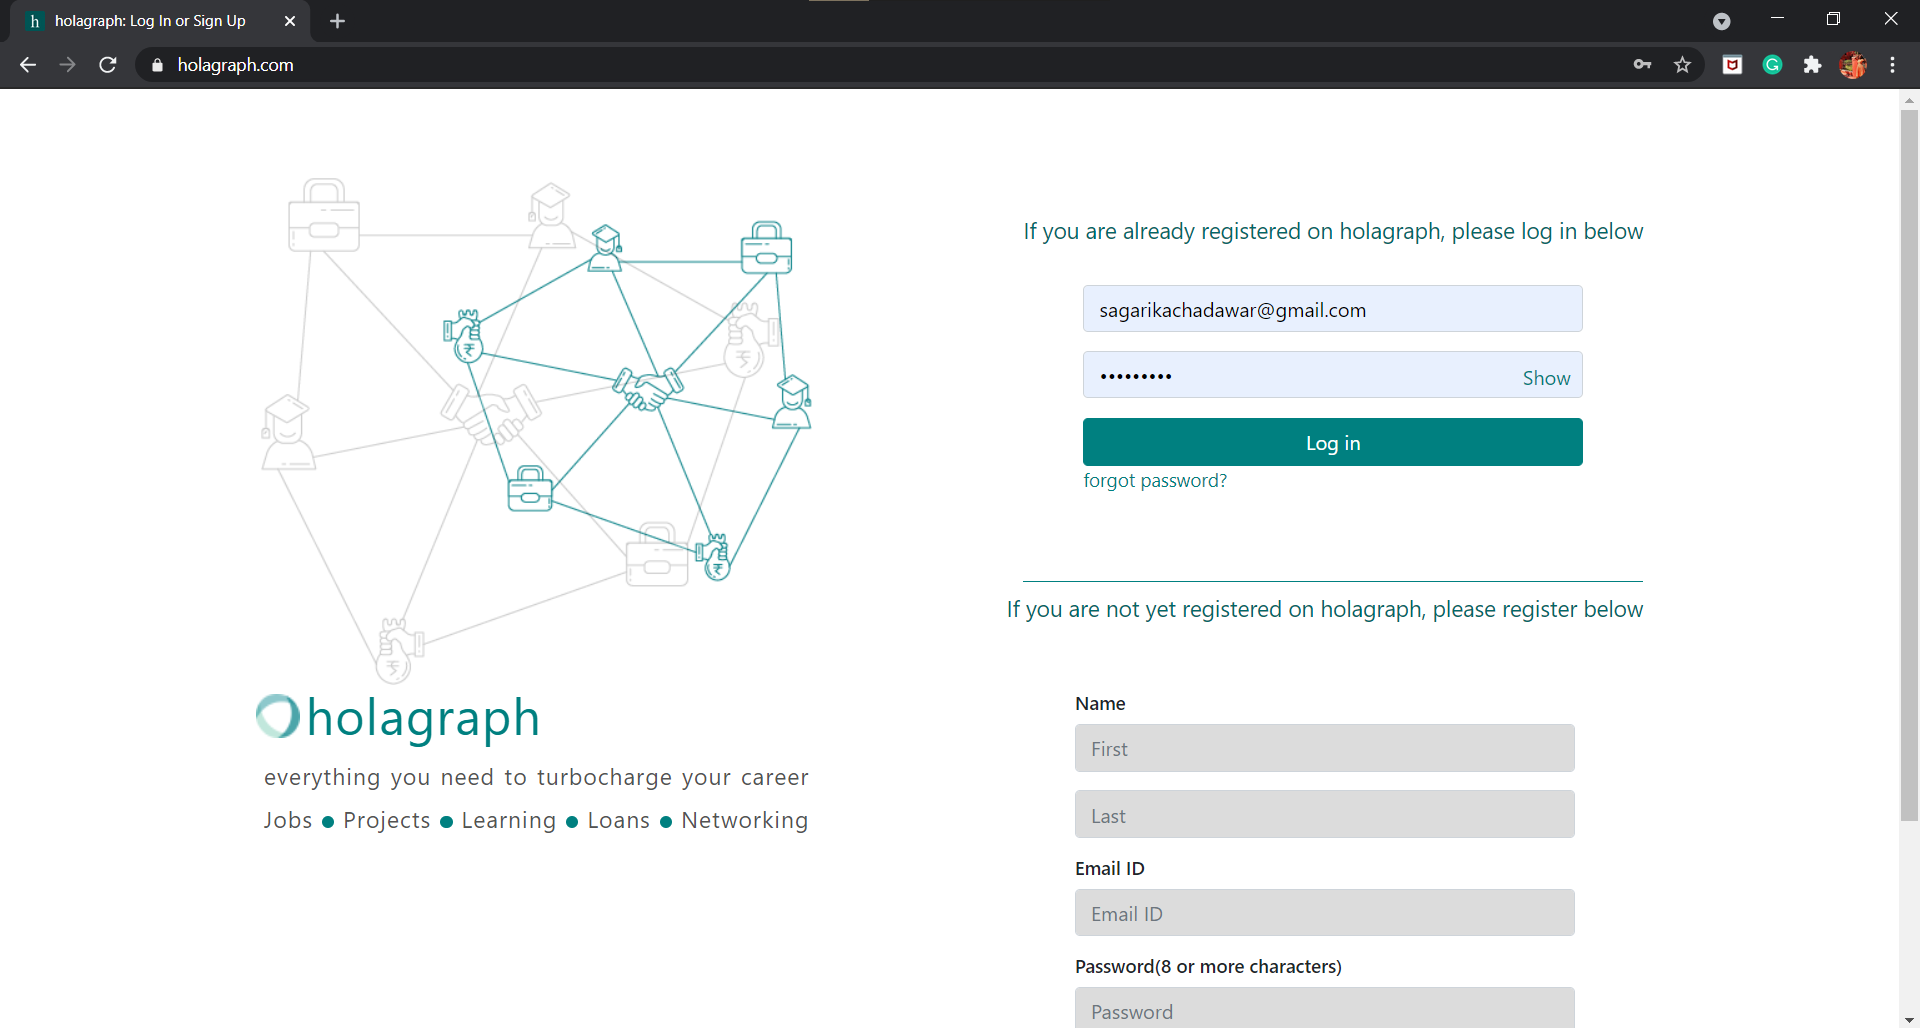 holagraph: Log In or Sign Up
holagraph.com
If you are already registered on holagraph, please log in below
sagarikachadawar@gmail.com
••••••••• Show
Log in
forgot password?
If you are not yet registered on holagraph, please register below
holagraph
everything you need to turbocharge your career
Jobs ● Projects ● Learning ● Loans ● Networking
Name
First
Last
Email ID
Email ID
Password(8 or more characters)
Password